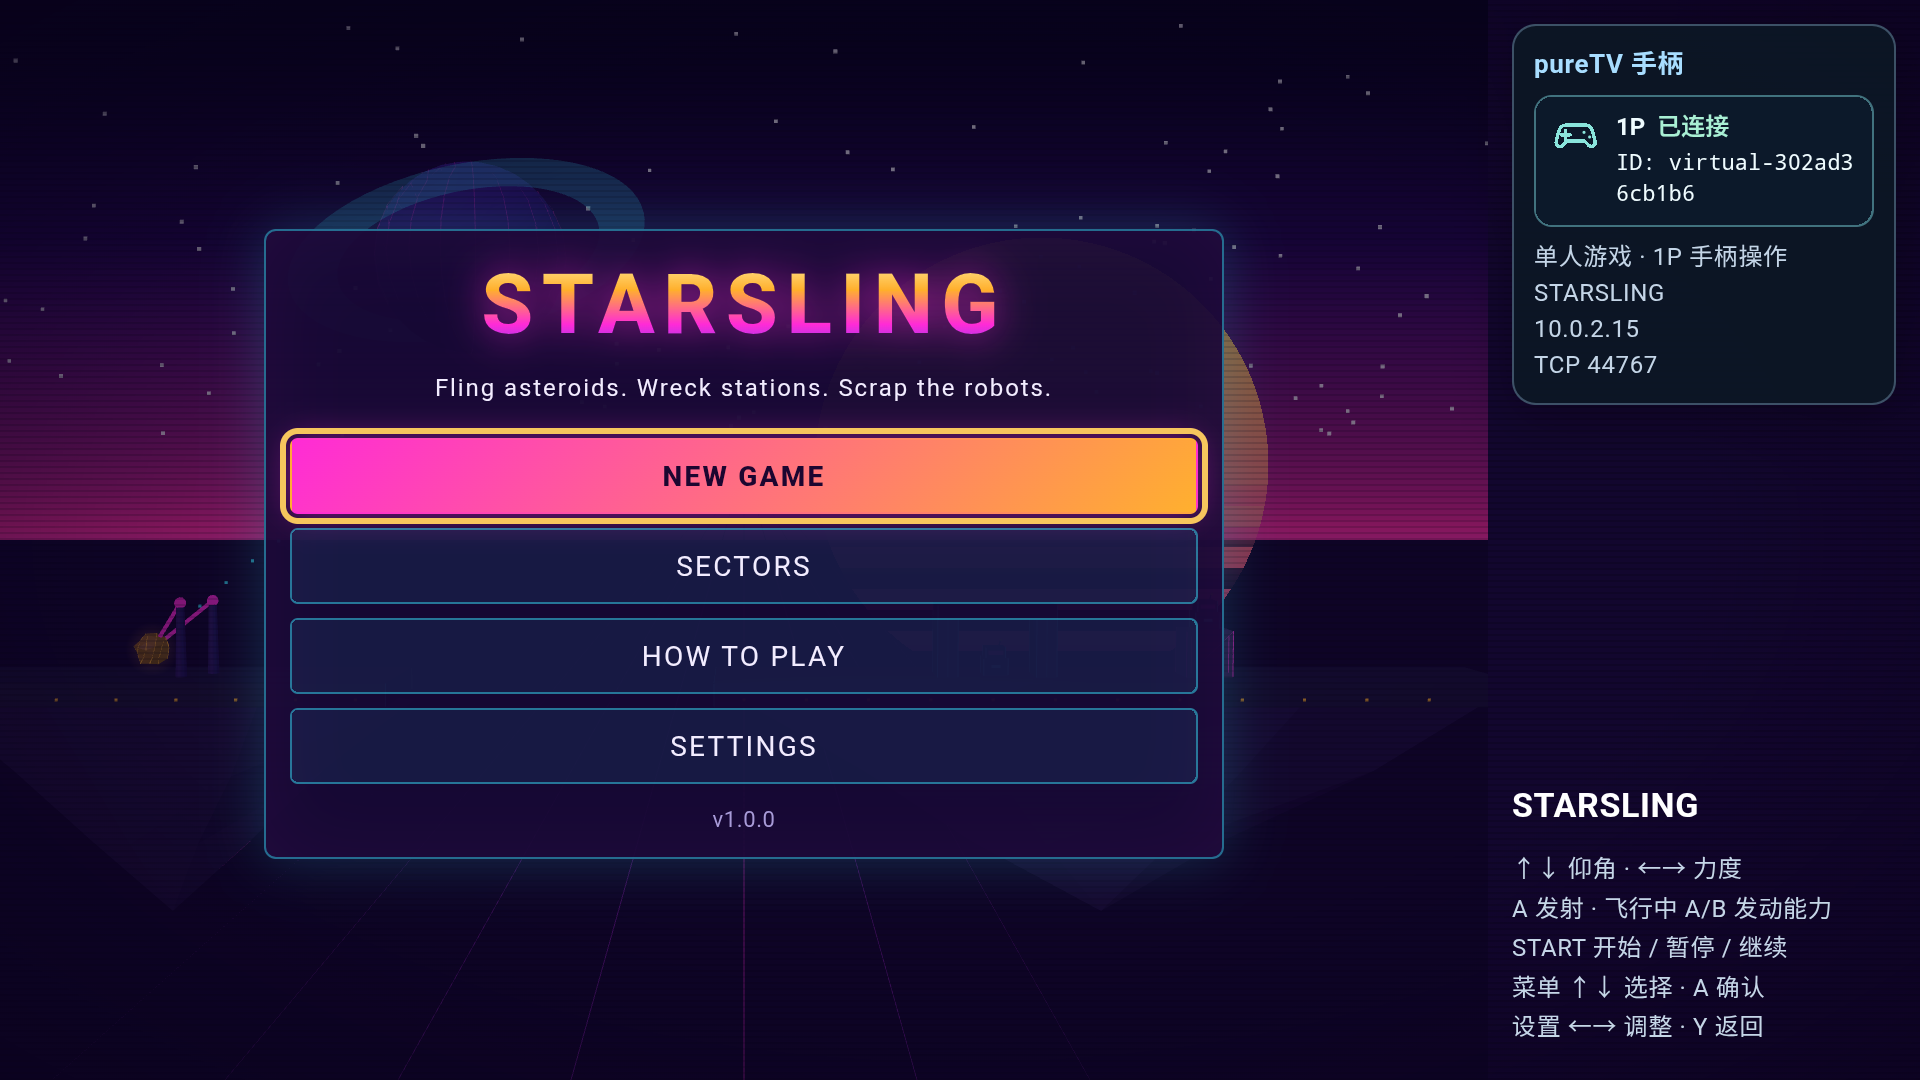 STARSLING
Fling asteroids. Wreck stations. Scrap the robots.
NEW GAME
SECTORS
HOW TO PLAY
SETTINGS
v1.0.0
pureTV 手柄
1P 已连接
ID: virtual-302ad3
6cb1b6
单人游戏 · 1P 手柄操作
STARSLING
10.0.2.15
TCP 44767
STARSLING
↑↓ 仰角 · ←→ 力度
A 发射 · 飞行中 A/B 发动能力
START 开始 / 暂停 / 继续
菜单 ↑↓ 选择 · A 确认
设置 ←→ 调整 · Y 返回